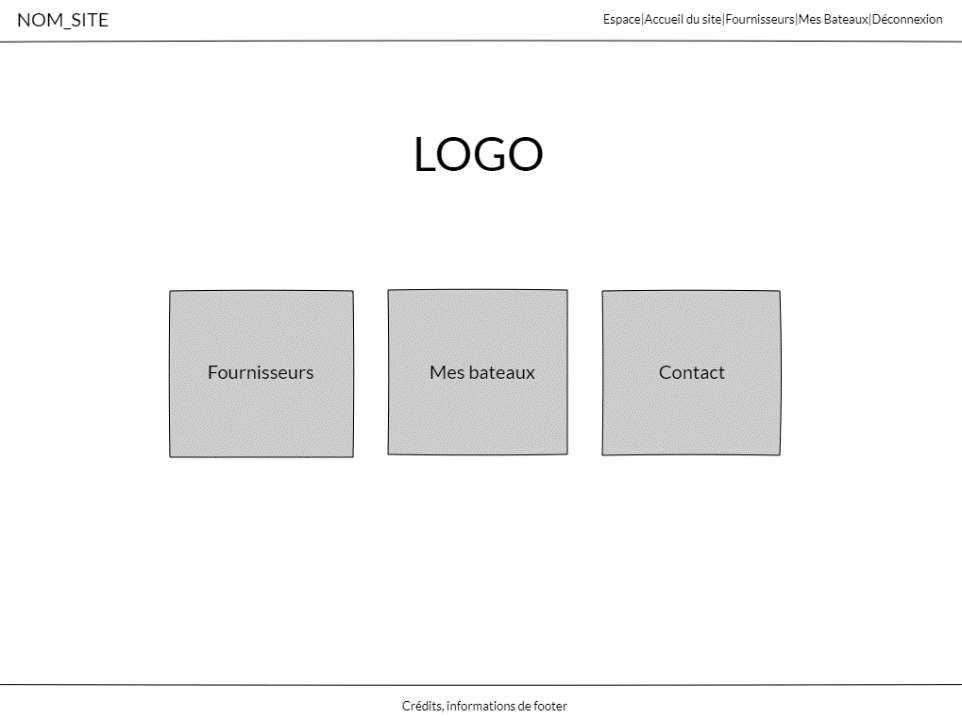 NOM_SITE
Espace|Accueil du site|Fournisseurs|Mes Bateaux|Déconnexion
LOGO
Fournisseurs
Mes bateaux
Contact
Crédits, informations de footer